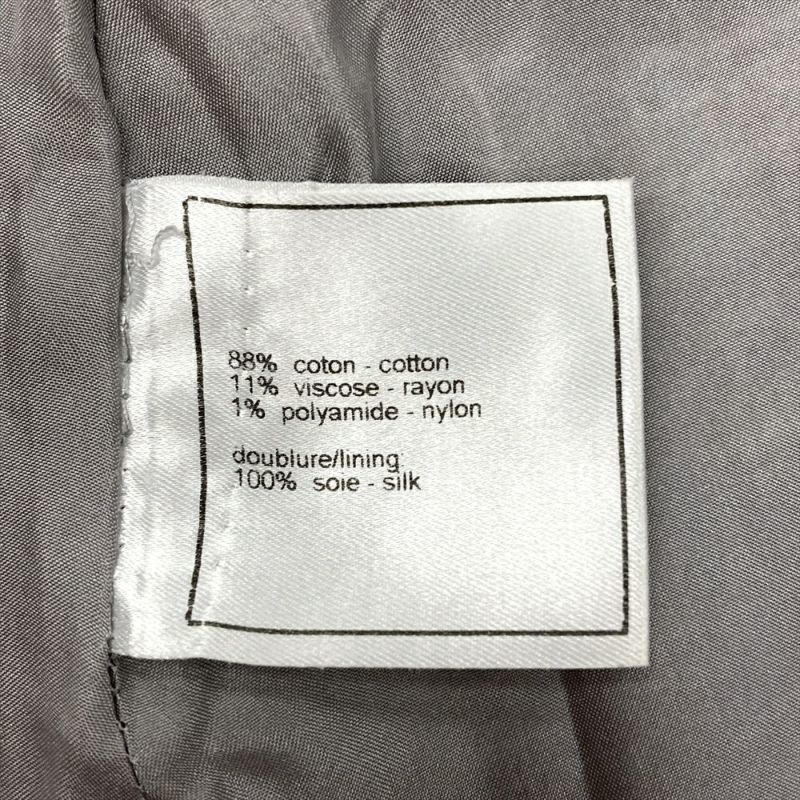 88% coton - cotton
11% viscose - rayon
1% polyamide - nylon
doublure/lining
100% soie - silk